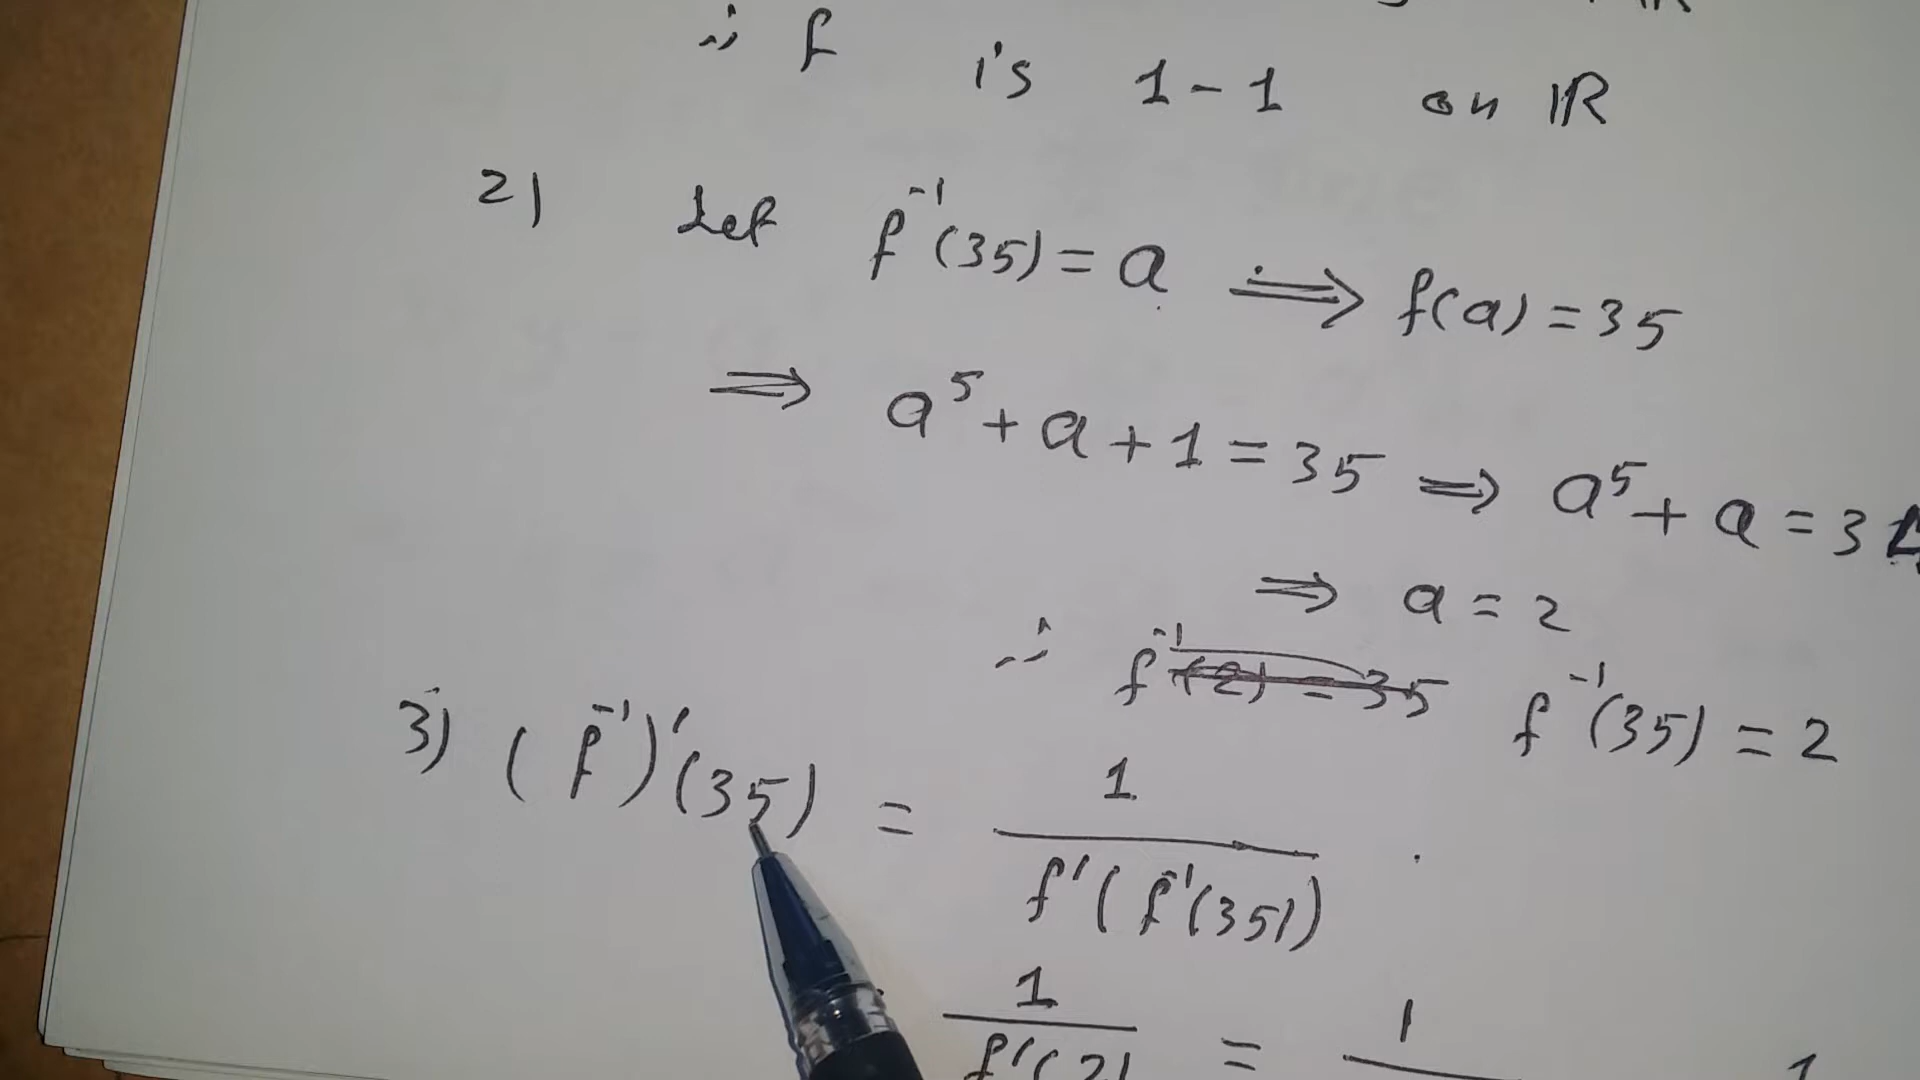 ∴ f is 1-1 on ℝ
2) Let f⁻¹(35) = a ⟹ f(a) = 35
⟹ a⁵ + a + 1 = 35 ⟹ a⁵ + a = 34
⟹ a = 2
∴ f⁻¹(2) = 35 f⁻¹(35) = 2
3) (f⁻¹)'(35) = 1 / f'(f⁻¹(35))
1 / f'(2) = 1